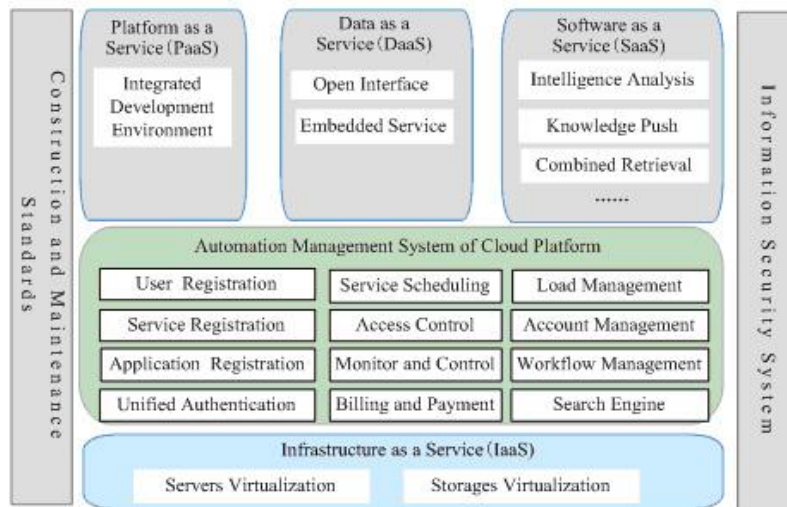 Construction and Maintenance
Standards
Platform as a
Service (PaaS)
Integrated
Development
Environment
Data as a
Service (DaaS)
Open Interface
Embedded Service
Software as a
Service (SaaS)
Intelligence Analysis
Knowledge Push
Combined Retrieval
......
Automation Management System of Cloud Platform
User Registration
Service Scheduling
Load Management
Service Registration
Access Control
Account Management
Application Registration
Monitor and Control
Workflow Management
Unified Authentication
Billing and Payment
Search Engine
Infrastructure as a Service (IaaS)
Servers Virtualization
Storages Virtualization
Information Security System